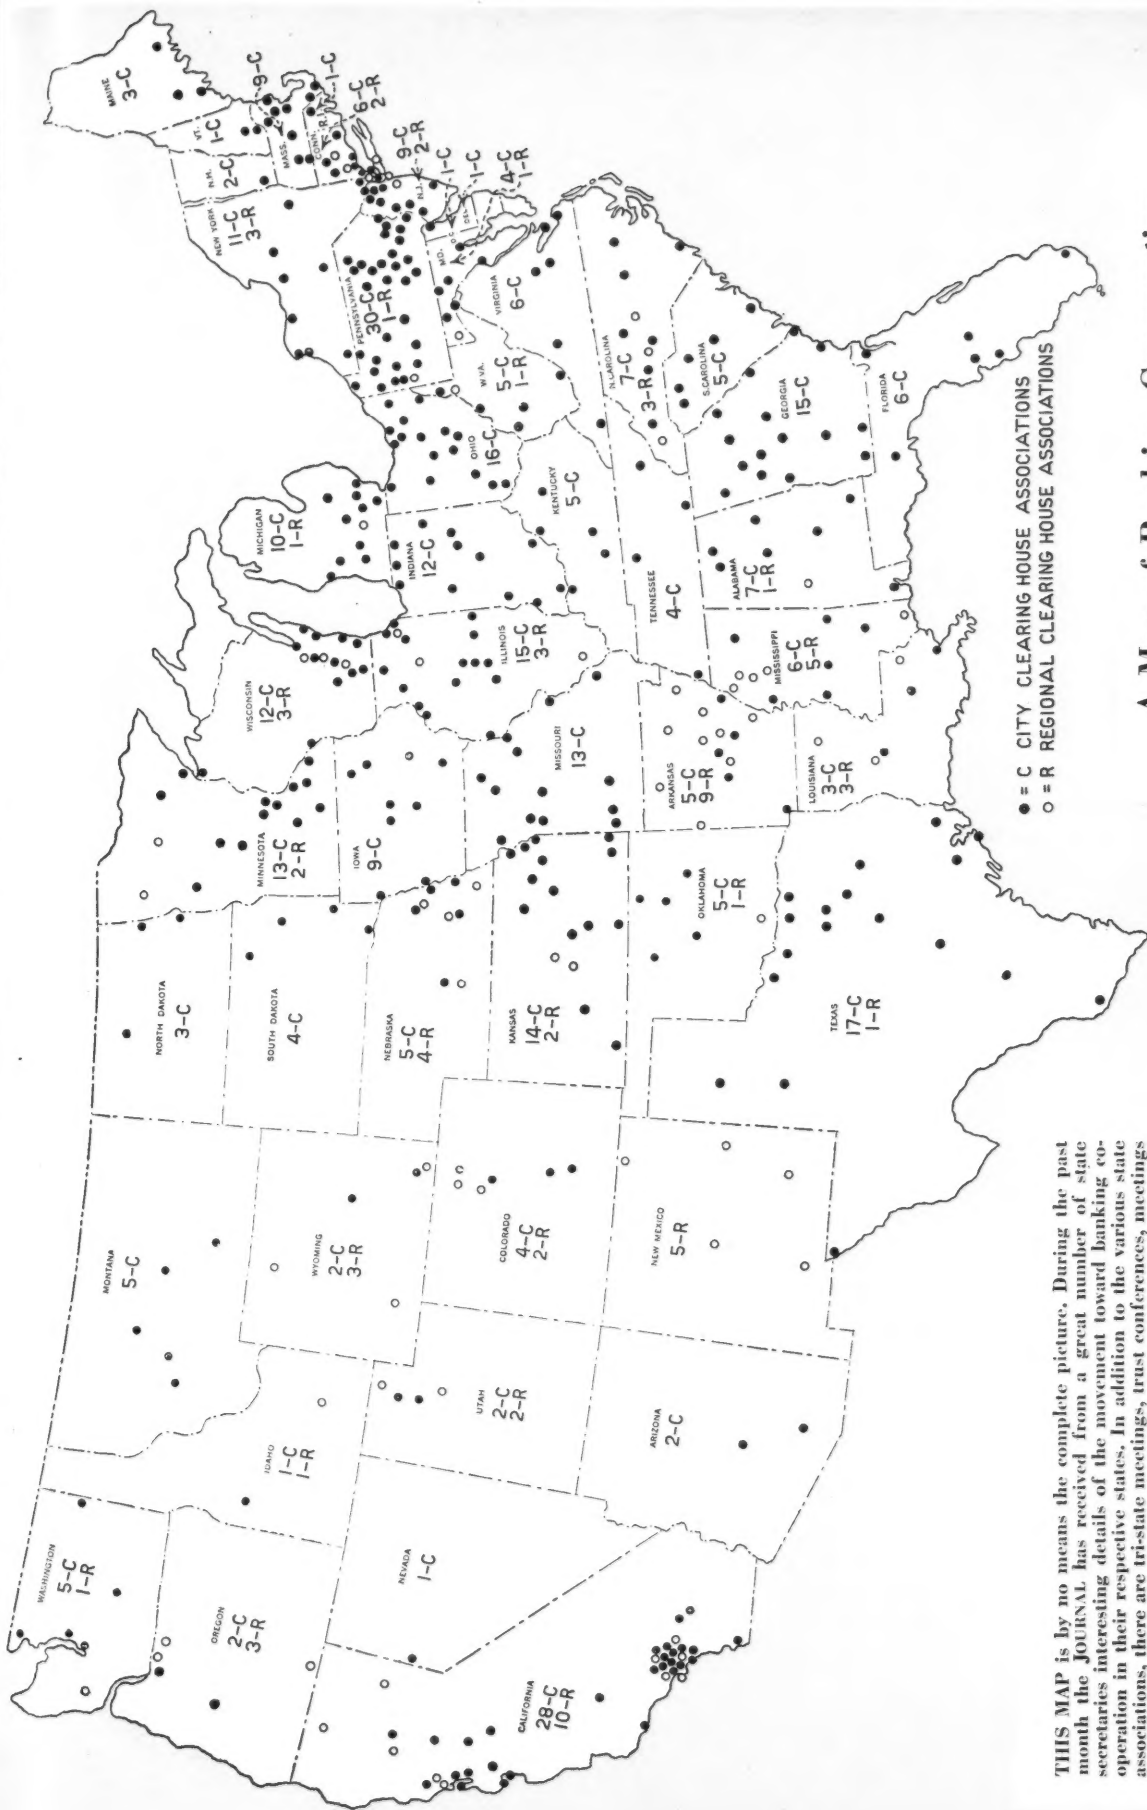 WASHINGTON
5-C
1-R
OREGON
2-C
3-R
CALIFORNIA
28-C
10-R
NEVADA
1-C
IDAHO
1-C
1-R
MONTANA
5-C
WYOMING
2-C
3-R
UTAH
2-C
2-R
ARIZONA
2-C
COLORADO
4-C
2-R
NEW MEXICO
5-R
NORTH DAKOTA
3-C
SOUTH DAKOTA
4-C
NEBRASKA
5-C
4-R
KANSAS
14-C
2-R
OKLAHOMA
5-C
1-R
TEXAS
17-C
1-R
MINNESOTA
13-C
2-R
IOWA
9-C
MISSOURI
13-C
ARKANSAS
5-C
9-R
LOUISIANA
3-C
3-R
WISCONSIN
12-C
3-R
ILLINOIS
15-C
3-R
MICHIGAN
10-C
1-R
INDIANA
12-C
OHIO
16-C
KENTUCKY
5-C
TENNESSEE
4-C
MISSISSIPPI
6-C
5-R
ALABAMA
7-C
1-R
GEORGIA
15-C
FLORIDA
6-C
S.CAROLINA
5-C
N.CAROLINA
7-C
3-R
VIRGINIA
6-C
W.VA.
5-C
1-R
PENNSYLVANIA
30-C
1-R
NEW YORK
11-C
3-R
VT.
1-C
N.H.
2-C
MAINE
3-C
MASS.
9-C
R.I.
1-C
CONN.
6-C
2-R
N.J.
9-C
2-R
DEL.
1-C
D.C.
1-C
MD.
4-C
1-R
● = C CITY CLEARING HOUSE ASSOCIATIONS
○ = R REGIONAL CLEARING HOUSE ASSOCIATIONS
THIS MAP is by no means the complete picture. During the past
month the JOURNAL has received from a great number of state
secretaries interesting details of the movement toward banking co-
operation in their respective states. In addition to the various state
associations, there are tri-state meetings, trust conferences, meetings